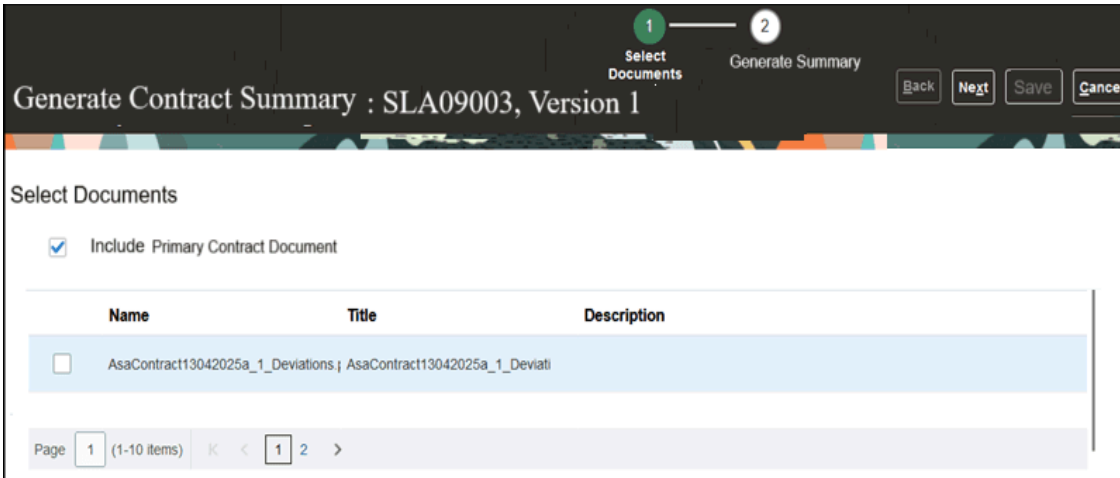 1 2
Select Documents
Generate Summary
Generate Contract Summary : SLA09003, Version 1
Back Next Save Cance
Select Documents
Include Primary Contract Document
Name Title Description
AsaContract13042025a_1_Deviations.p AsaContract13042025a_1_Deviati
Page 1 (1-10 items) K < 1 2 >